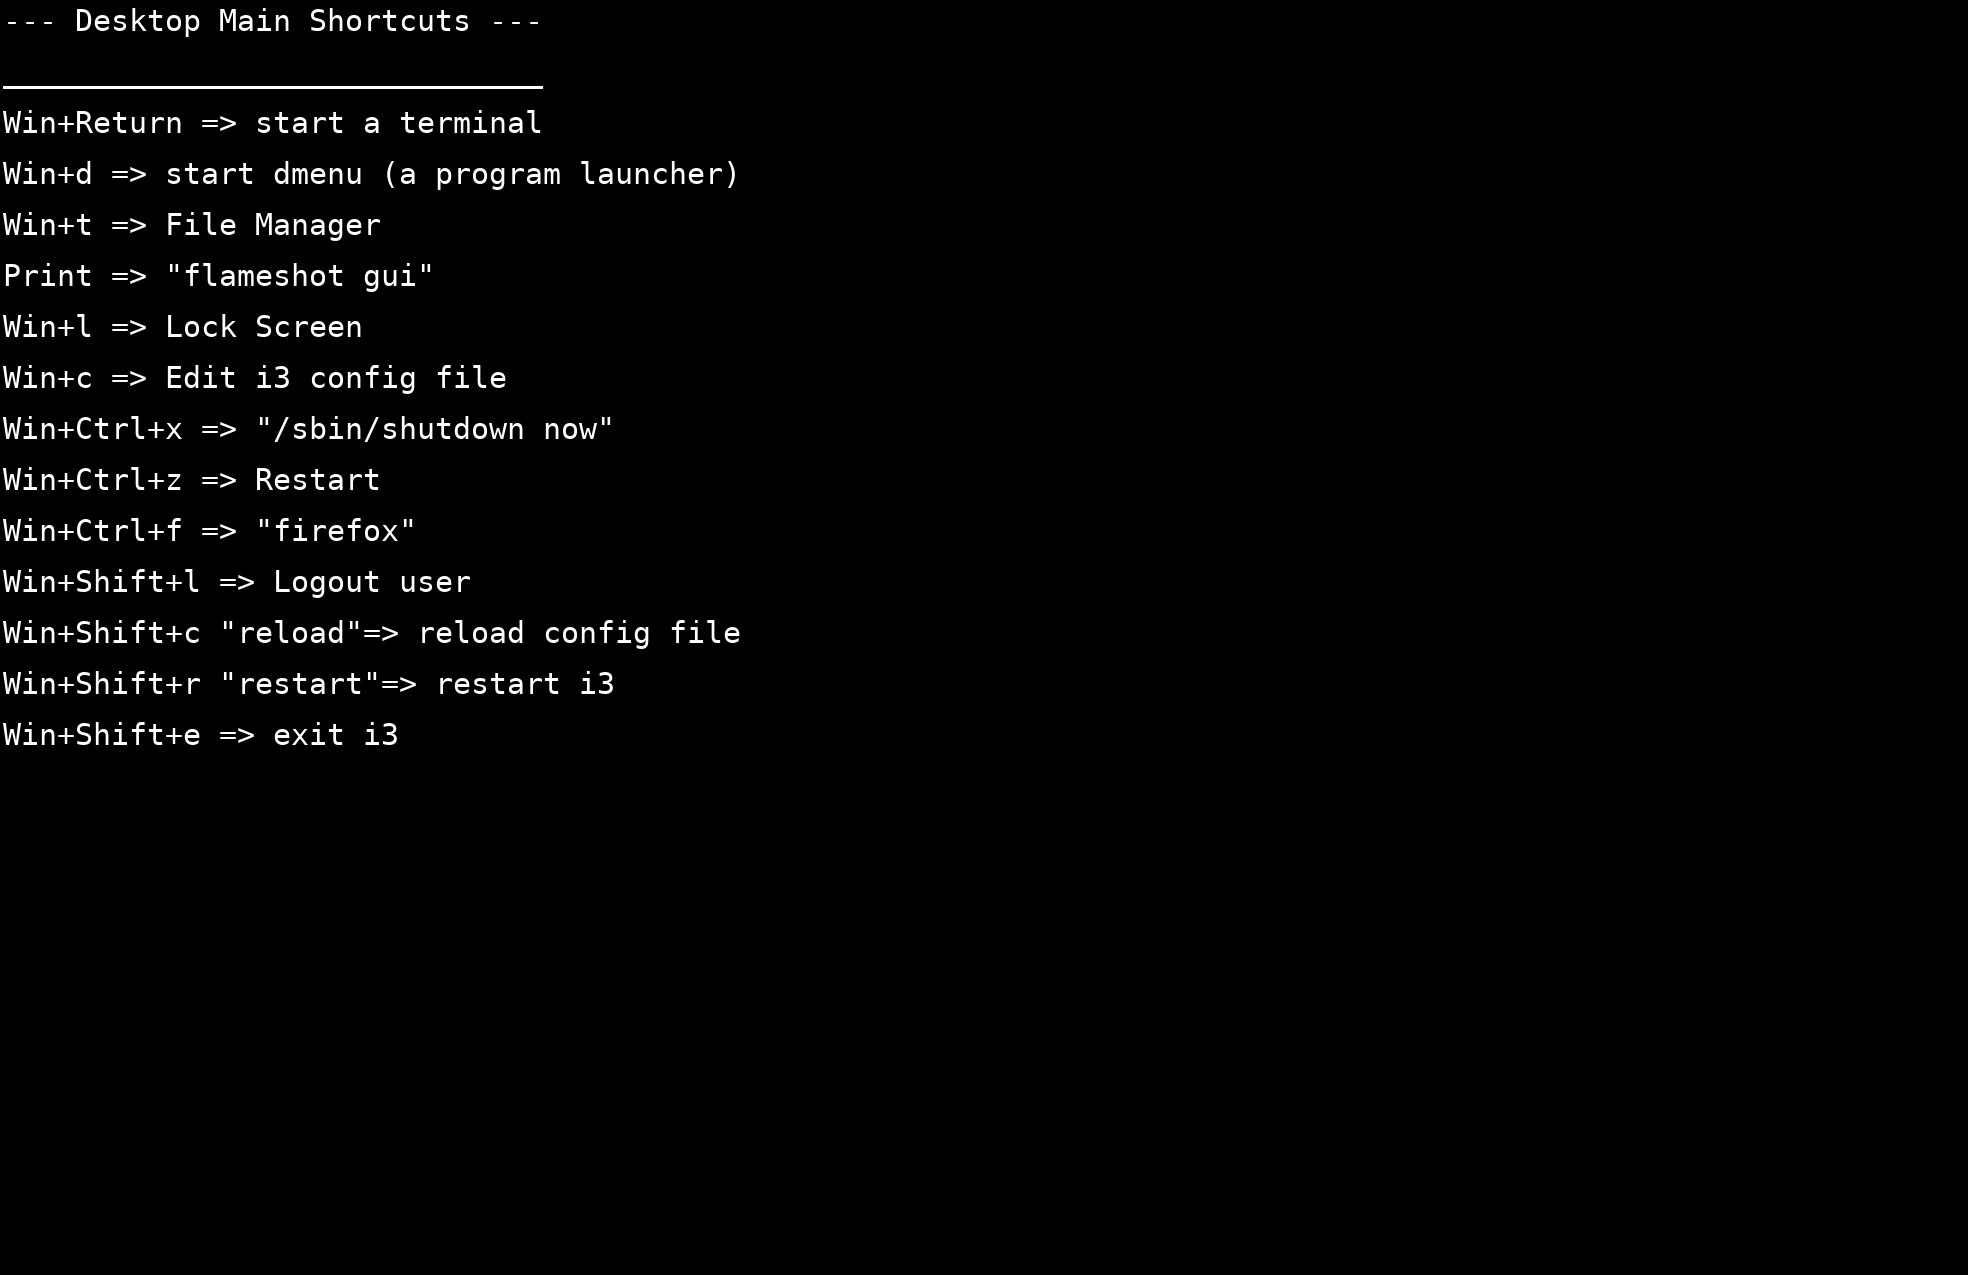 --- Desktop Main Shortcuts ---
Win+Return => start a terminal
Win+d => start dmenu (a program launcher)
Win+t => File Manager
Print => "flameshot gui"
Win+l => Lock Screen
Win+c => Edit i3 config file
Win+Ctrl+x => "/sbin/shutdown now"
Win+Ctrl+z => Restart
Win+Ctrl+f => "firefox"
Win+Shift+l => Logout user
Win+Shift+c "reload"=> reload config file
Win+Shift+r "restart"=> restart i3
Win+Shift+e => exit i3